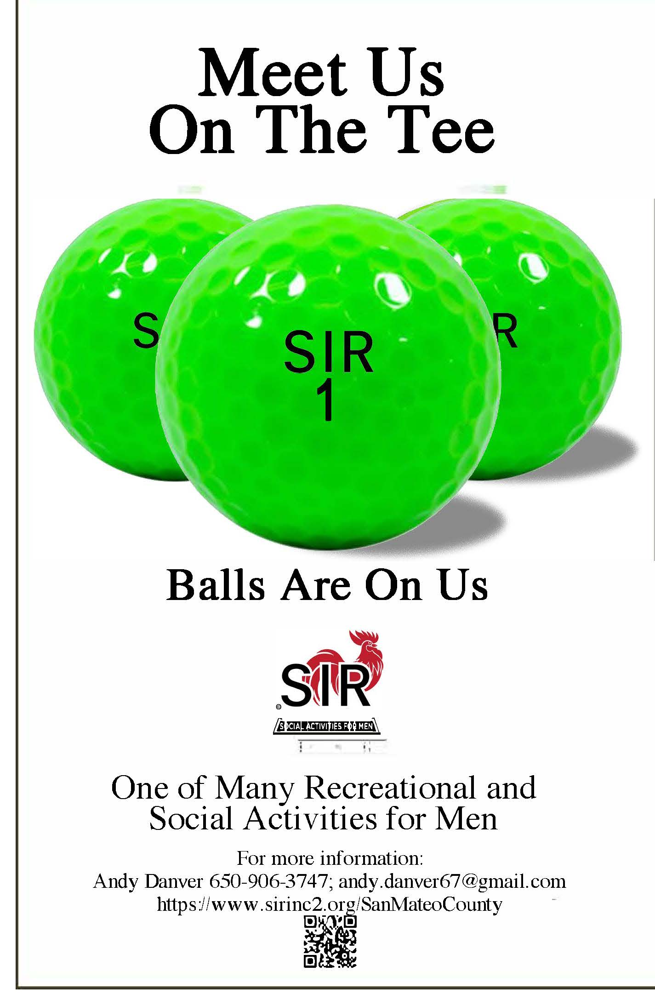 Meet Us
On The Tee
S
R
SIR
1
Balls Are On Us
SIR
©
SOCIAL ACTIVITIES FOR MEN
One of Many Recreational and
Social Activities for Men
For more information:
Andy Danver 650-906-3747; andy.danver67@gmail.com
https://www.sirinc2.org/SanMateoCounty